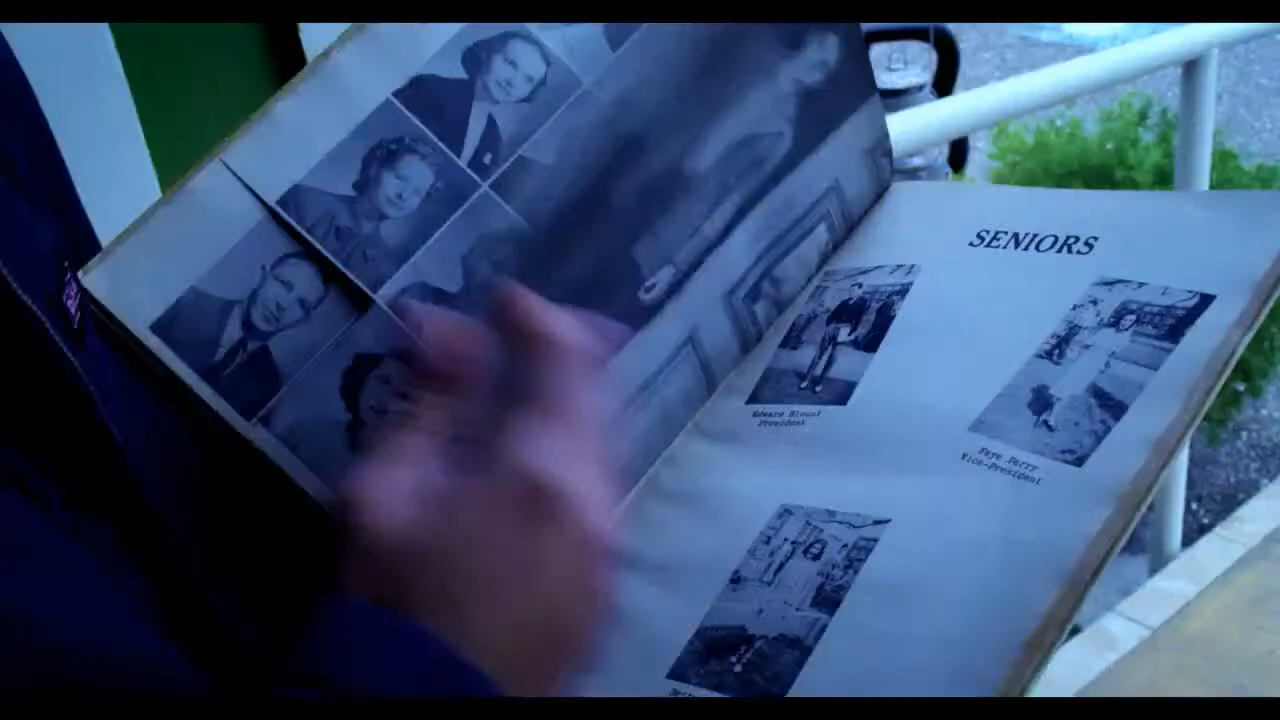 SENIORS
Edward Blount
President
Faye Perry
Vice-President